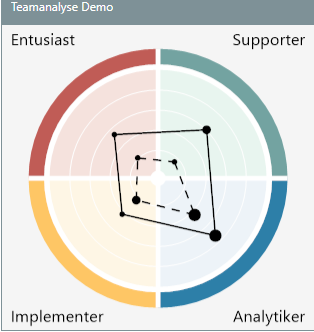 Teamanalyse Demo
Entusiast
Supporter
Implementer
Analytiker